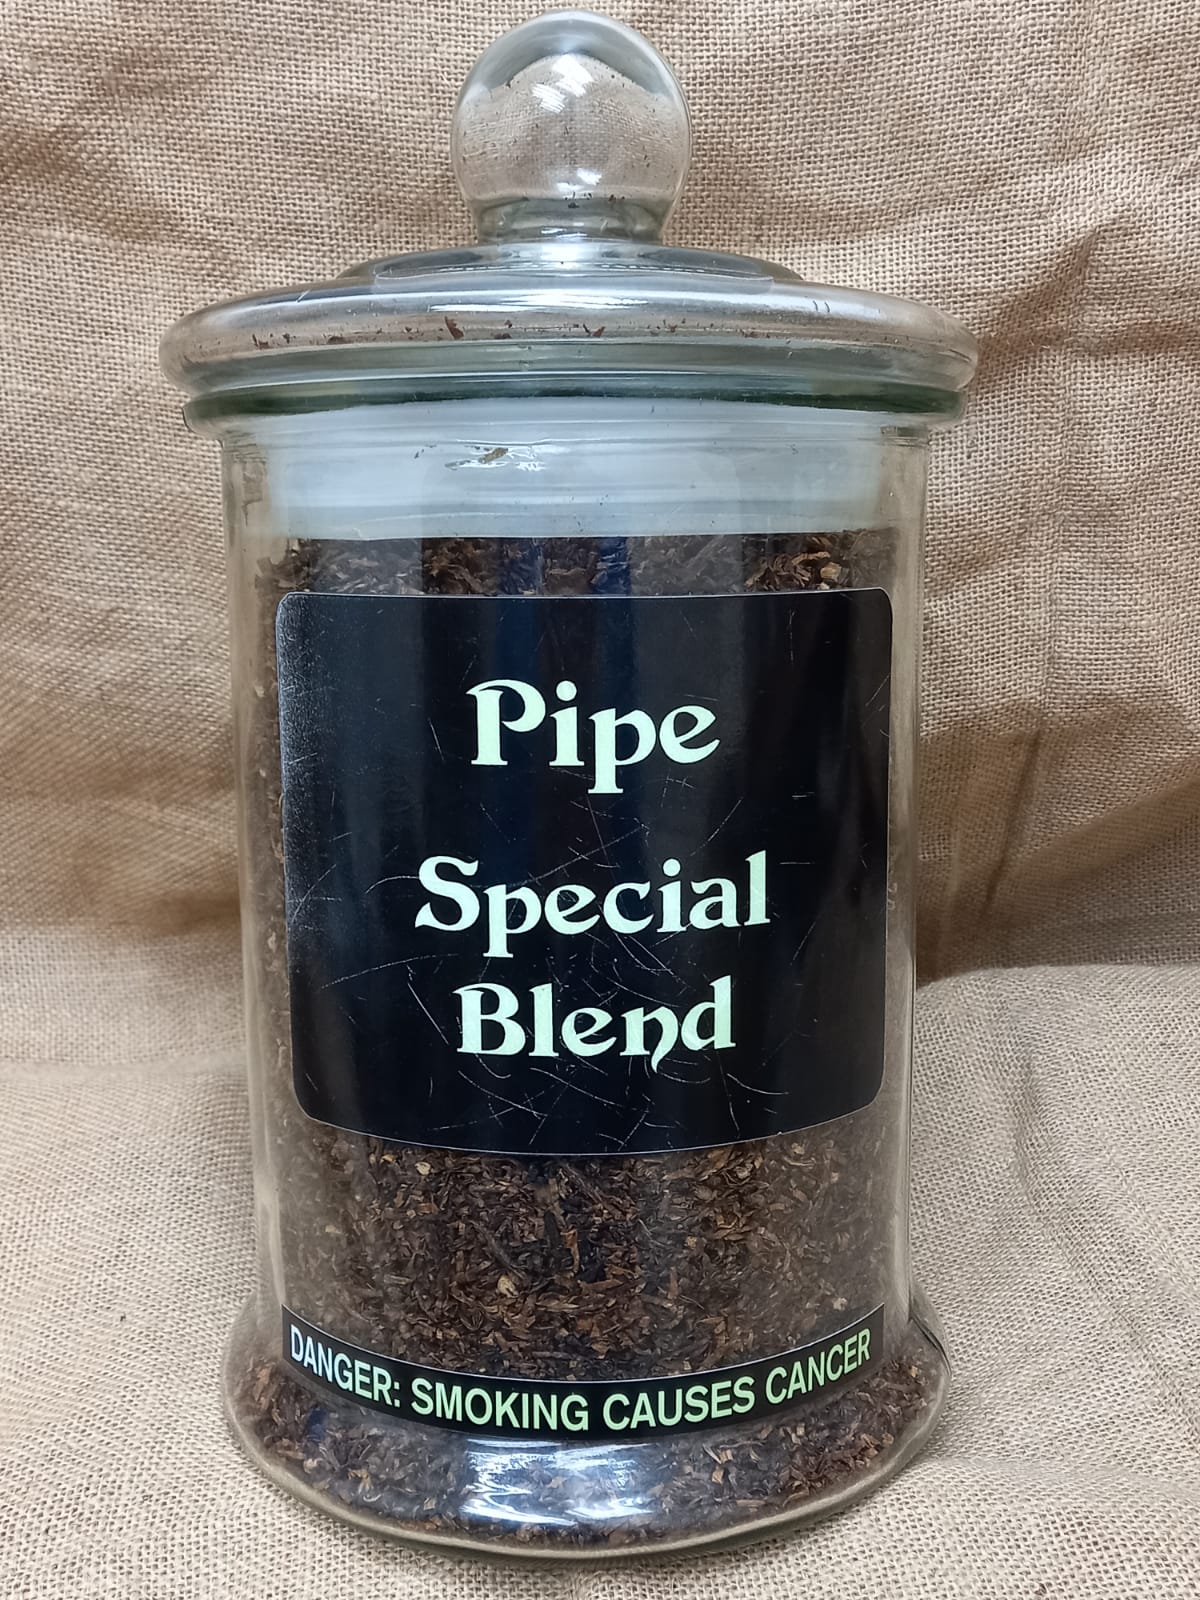 Pipe
Special
Blend
DANGER: SMOKING CAUSES CANCER